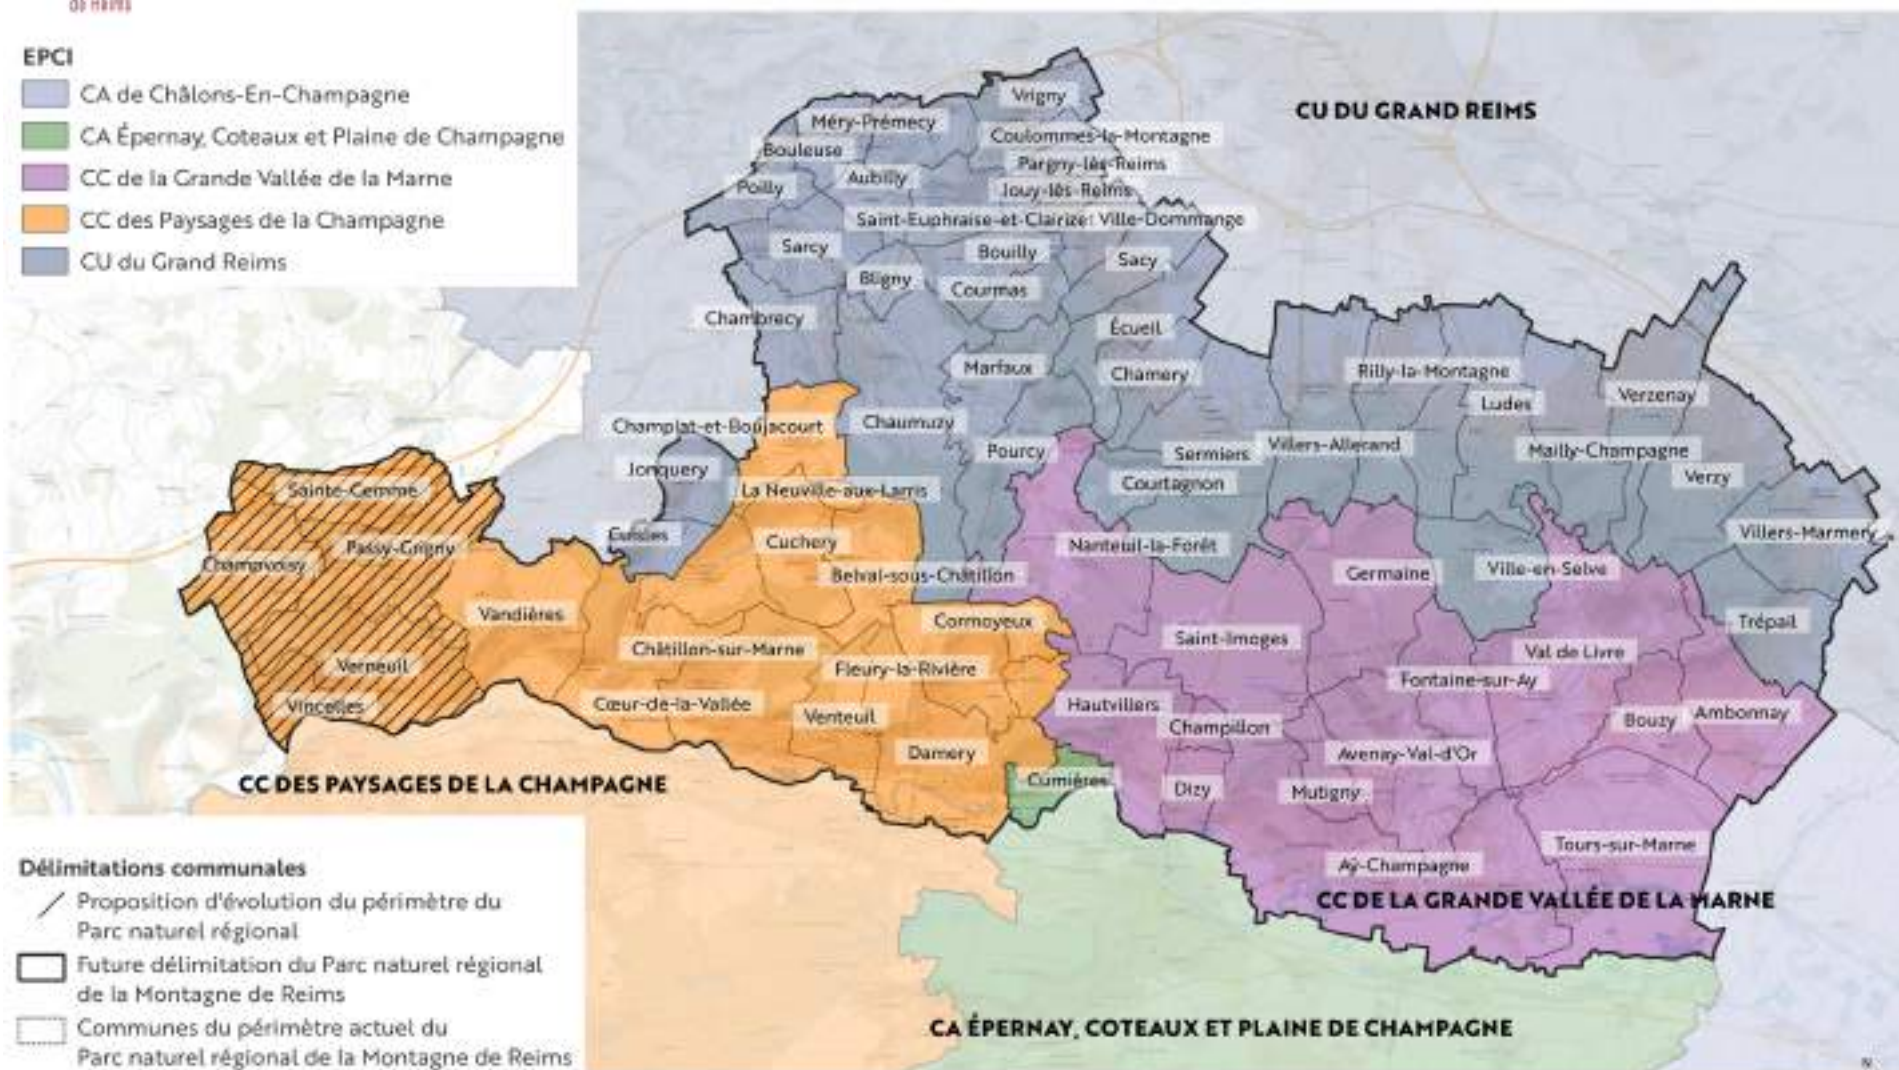 de Reims
EPCI
CA de Châlons-En-Champagne
CA Épernay, Coteaux et Plaine de Champagne
CC de la Grande Vallée de la Marne
CC des Paysages de la Champagne
CU du Grand Reims
CU DU GRAND REIMS
Vrigny
Méry-Prémecy
Coulommes-la-Montagne
Bouleuse
Pargny-lès-Reims
Aubilly
Poilly
Jouy-lès-Reims
Saint-Euphraise-et-Clairizet
Ville-Dommange
Sarcy
Bouilly
Sacy
Bligny
Courmas
Chambrecy
Écueil
Marfaux
Chamery
Rilly-la-Montagne
Ludes
Verzenay
Champlat-et-Boujacourt
Chaumuzy
Pourcy
Sermiers
Villers-Allerand
Mailly-Champagne
Jonquery
Verzy
Sainte-Gemme
La Neuville-aux-Larris
Courtagnon
Cuisles
Villers-Marmery
Passy-Grigny
Cuchery
Nanteuil-la-Forêt
Champvoisy
Belval-sous-Châtillon
Germaine
Ville-en-Selve
Vandières
Cormoyeux
Trépail
Saint-Imoges
Châtillon-sur-Marne
Val de Livre
Verneuil
Fleury-la-Rivière
Fontaine-sur-Ay
Vincelles
Cœur-de-la-Vallée
Hautvillers
Venteuil
Champillon
Bouzy
Ambonnay
Damery
Avenay-Val-d'Or
CC DES PAYSAGES DE LA CHAMPAGNE
Cumières
Dizy
Mutigny
Tours-sur-Marne
Aÿ-Champagne
CC DE LA GRANDE VALLÉE DE LA MARNE
CA ÉPERNAY, COTEAUX ET PLAINE DE CHAMPAGNE
Délimitations communales
Proposition d'évolution du périmètre du
Parc naturel régional
Future délimitation du Parc naturel régional
de la Montagne de Reims
Communes du périmètre actuel du
Parc naturel régional de la Montagne de Reims
N